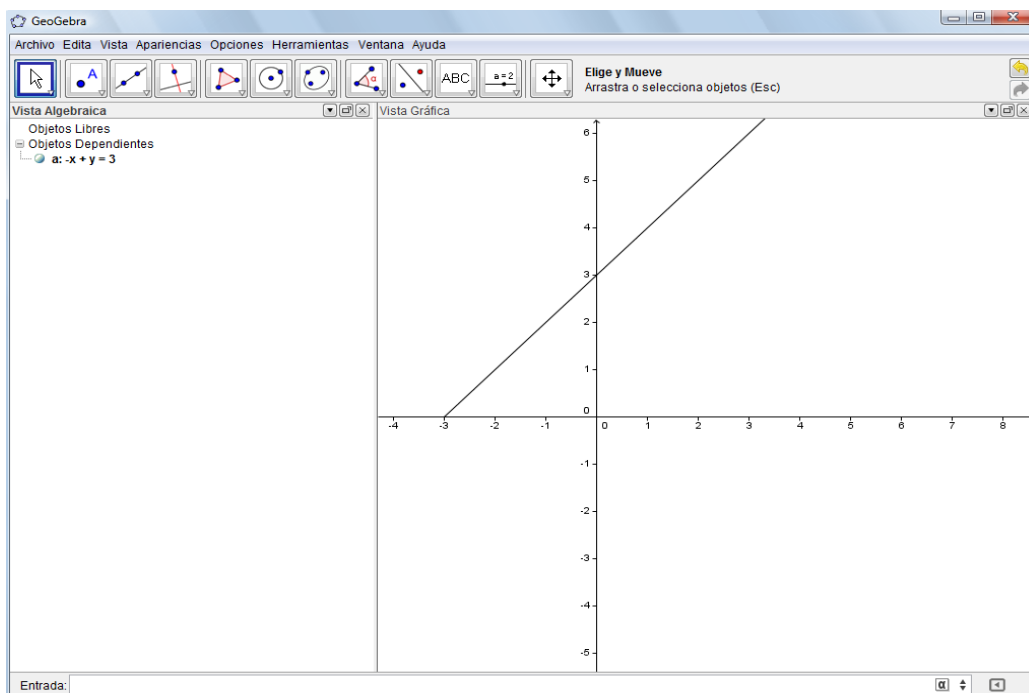 GeoGebra
Archivo Edita Vista Apariencias Opciones Herramientas Ventana Ayuda
A
α
ABC
a=2
Elige y Mueve
Arrastra o selecciona objetos (Esc)
Vista Algebraica
Vista Gráfica
Objetos Libres
Objetos Dependientes
a: -x + y = 3
6
5
4
3
2
1
0
-4 -3 -2 -1 0 1 2 3 4 5 6 7 8
-1
-2
-3
-4
-5
Entrada:
α